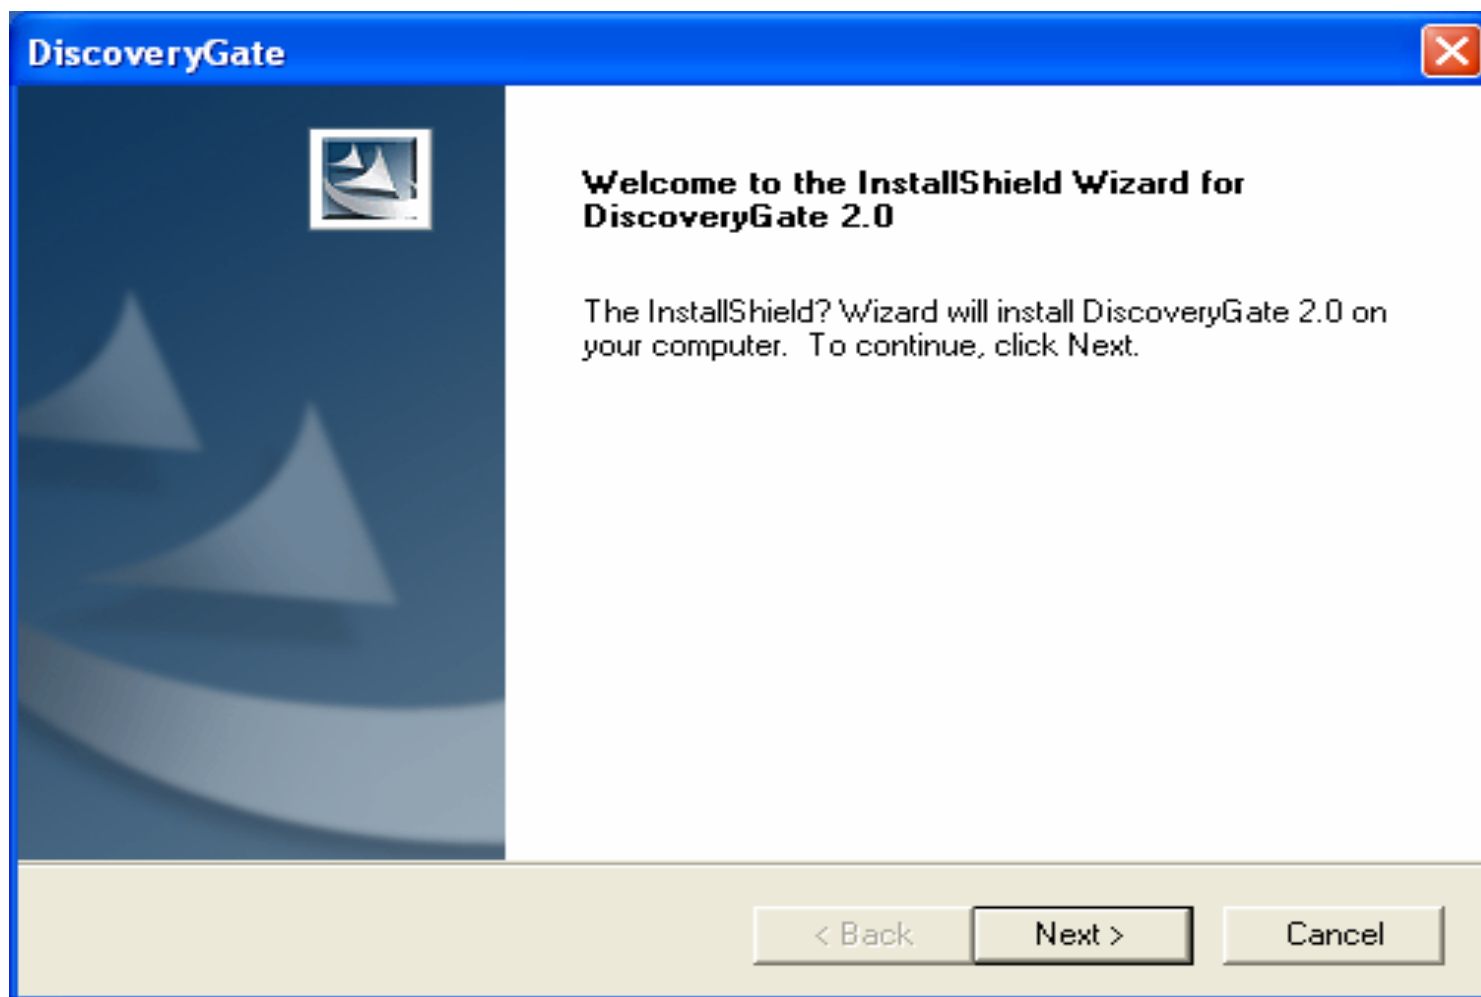 DiscoveryGate
Welcome to the InstallShield Wizard for
DiscoveryGate 2.0
The InstallShield? Wizard will install DiscoveryGate 2.0 on
your computer.  To continue, click Next.
< Back
Next >
Cancel